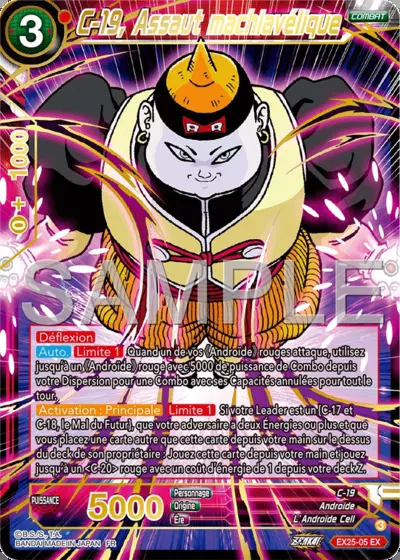 3
C-19, Assaut machiavélique
COMBAT
0 + 1000
RR
SAMPLE
Déflexion
Auto. Limite 1 Quand un de vos 《Androïde》 rouges attaque, utilisez
jusqu'à un 《Androïde》 rouge avec 5000 de puissance de Combo depuis
votre Dispersion pour un Combo avec ses Capacités annulées pour tout le
tour.
Activation : Principale Limite 1 Si votre Leader est un {C-17 et
C-18, le Mal du Futur}, que votre adversaire a deux Énergies ou plus et que
vous placez une carte autre que cette carte depuis votre main sur le dessus
du deck de son propriétaire : Jouez cette carte depuis votre main et jouez
jusqu'à un <C-20> rouge avec un coût d'énergie de 1 depuis votre deck Z.
PUISSANCE
5000
Personnage
C-19
Origine
Androïde
Ère
L'Androïde Cell
3
©B.S./S., T.A.
BANDAI MADE IN JAPAN FR
ZENKAI
EX25-05 EX